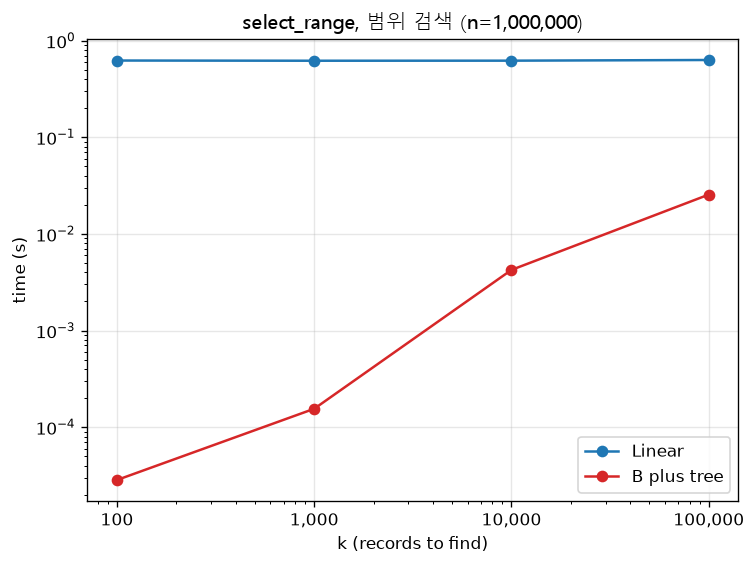 select_range, 범위 검색 (n=1,000,000)
10⁰
10⁻¹
10⁻²
10⁻³
10⁻⁴
time (s)
Linear
B plus tree
100
1,000
10,000
100,000
k (records to find)